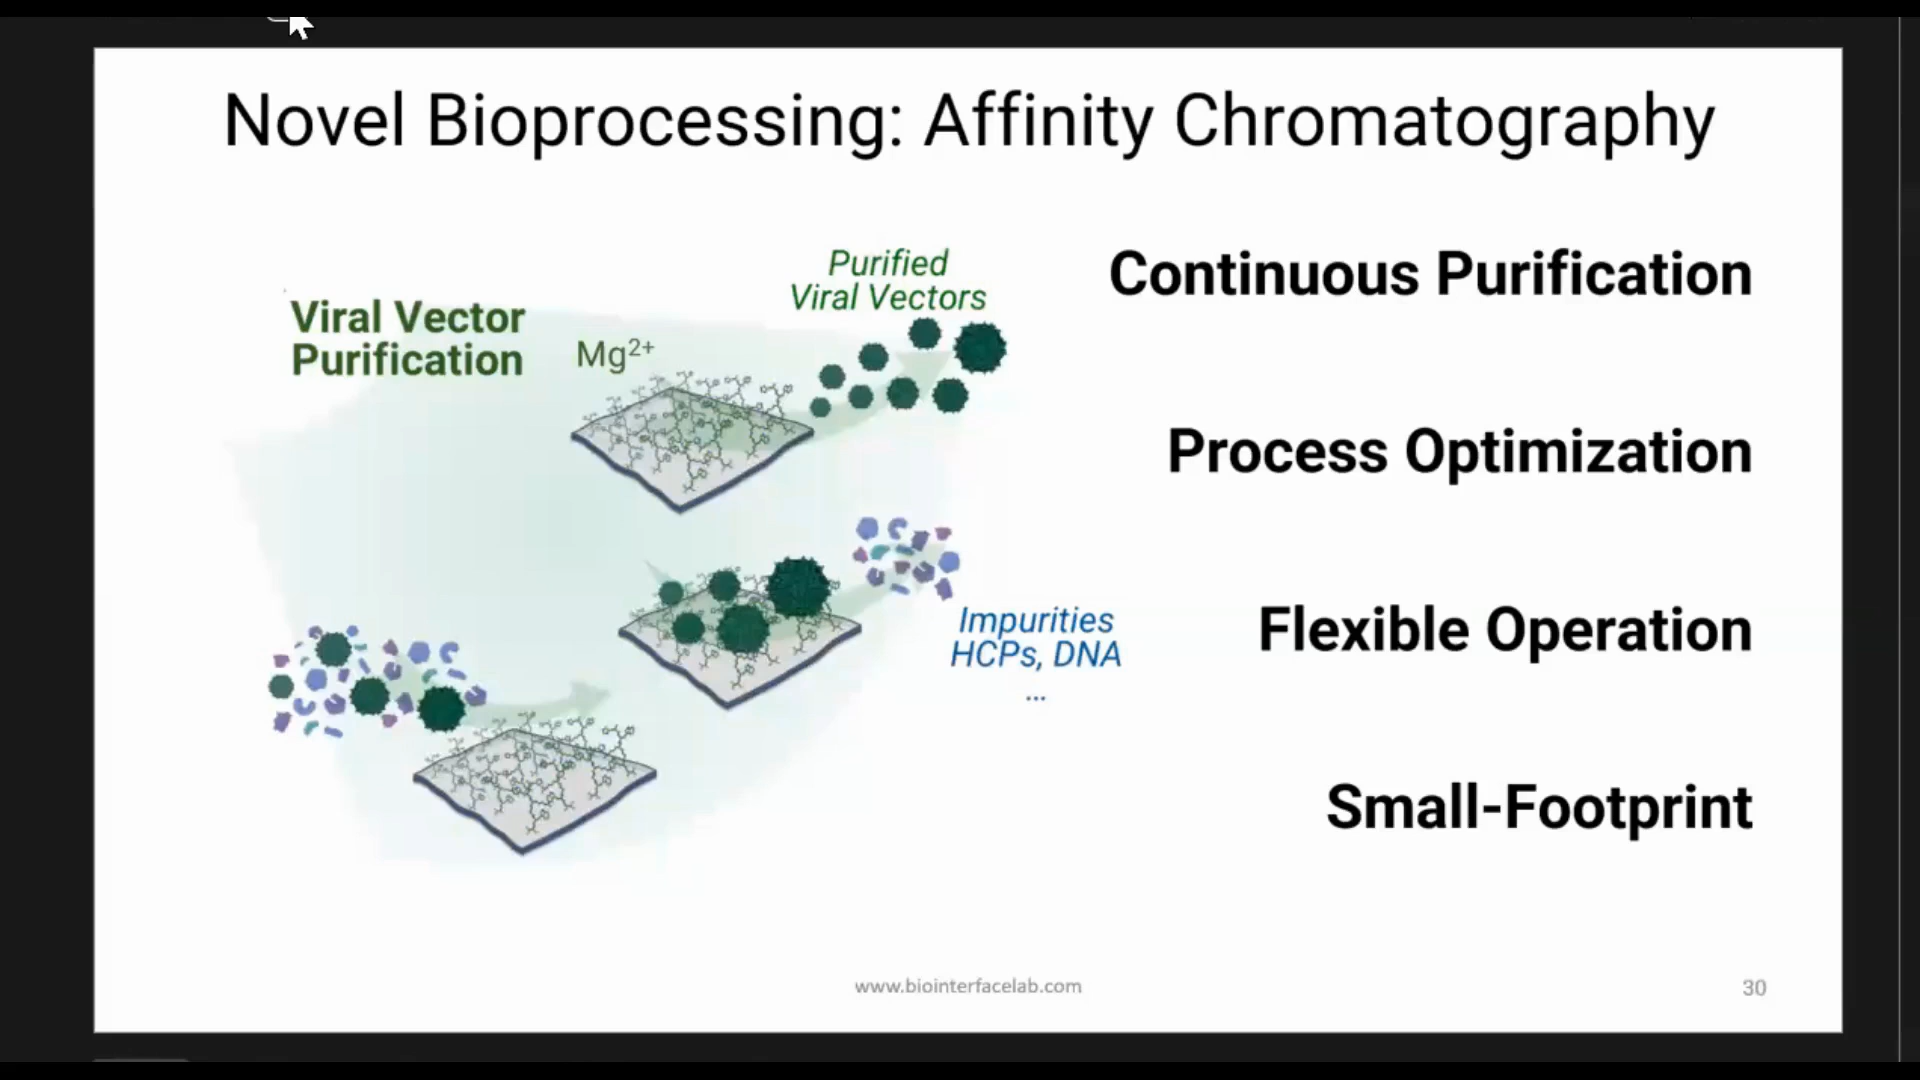 Novel Bioprocessing: Affinity Chromatography
Viral Vector
Purification
Mg²⁺
Purified
Viral Vectors
Impurities
HCPs, DNA
...
Continuous Purification
Process Optimization
Flexible Operation
Small-Footprint
www.biointerfacelab.com
30